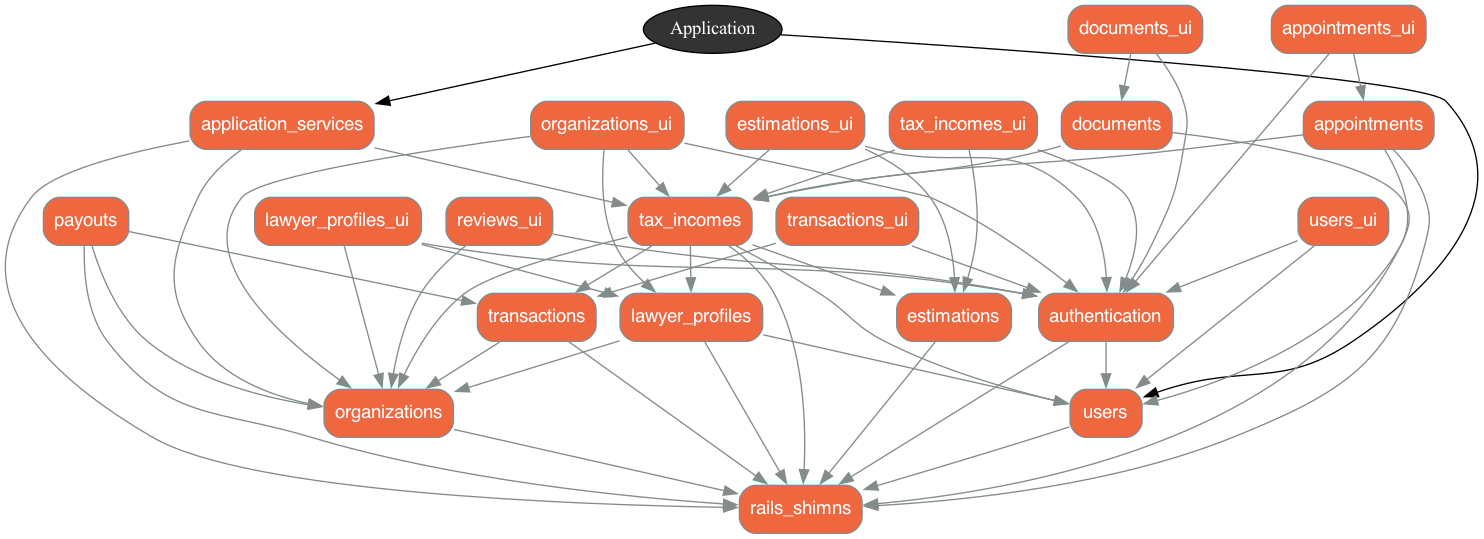 Application
documents_ui
appointments_ui
application_services
organizations_ui
estimations_ui
tax_incomes_ui
documents
appointments
payouts
lawyer_profiles_ui
reviews_ui
tax_incomes
transactions_ui
users_ui
transactions
lawyer_profiles
estimations
authentication
organizations
users
rails_shimns